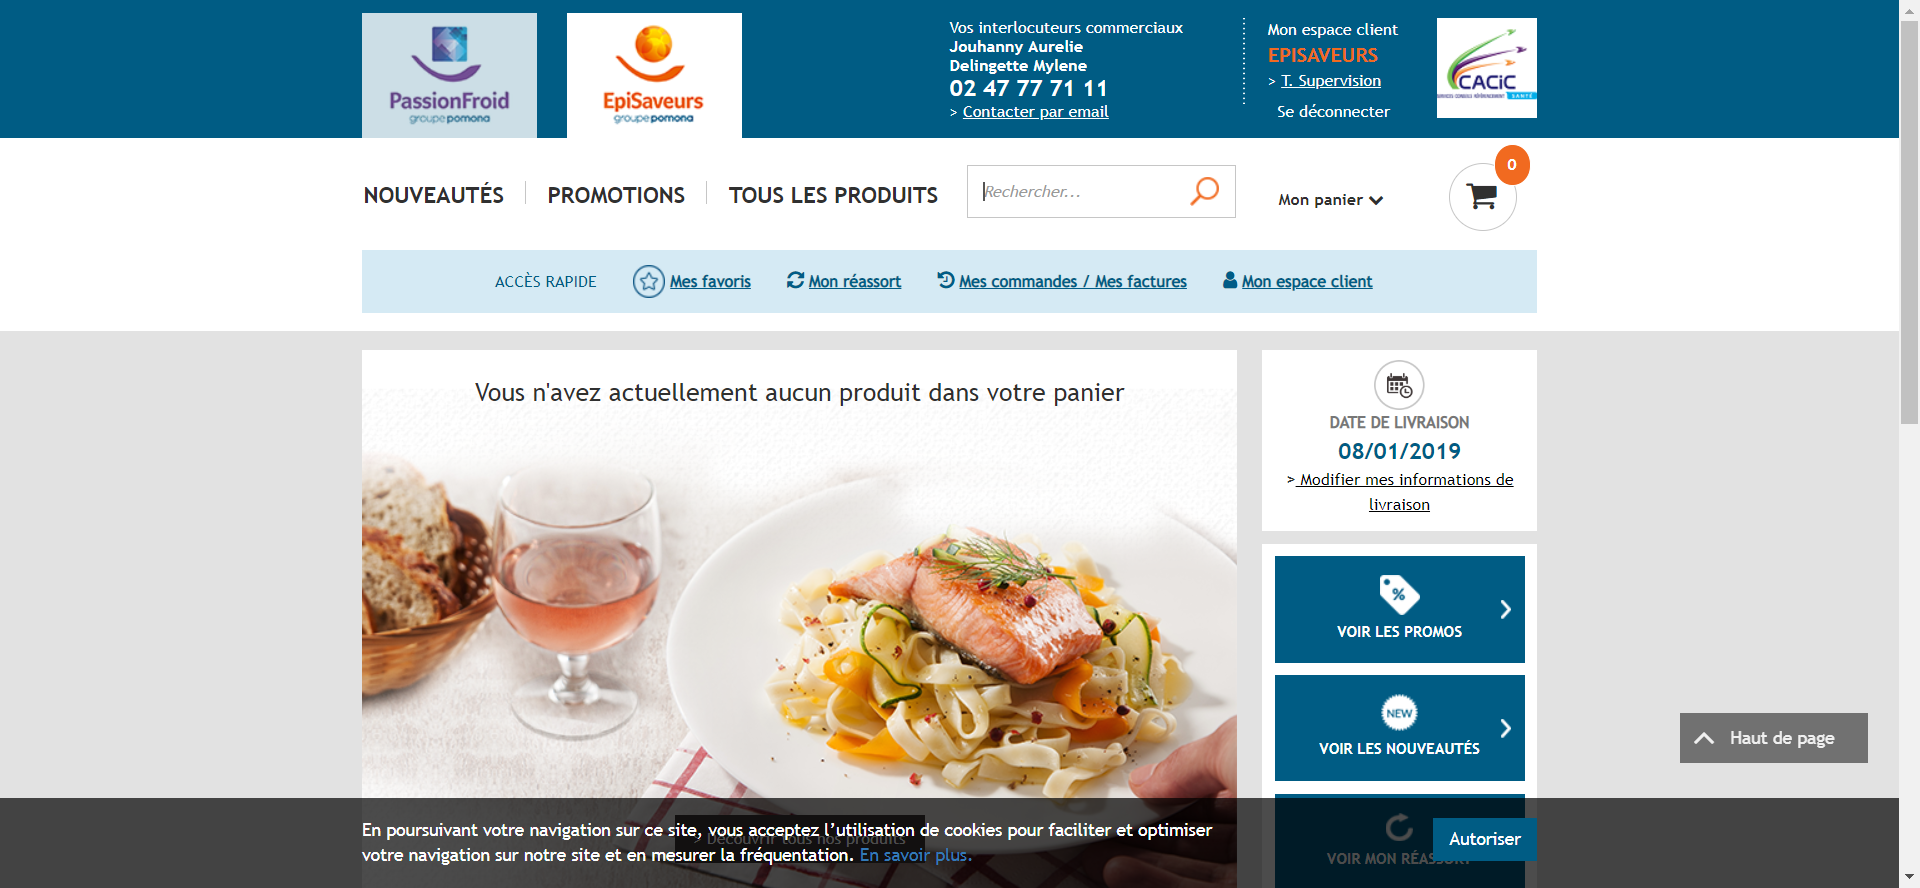 PassionFroid
groupe pomona
EpiSaveurs
groupe pomona
Vos interlocuteurs commerciaux
Jouhanny Aurelie
Delingette Mylene
02 47 77 71 11
> Contacter par email
Mon espace client
EPISAVEURS
> T. Supervision
Se déconnecter
CACiC
SERVICES CONSEILS RÉFÉRENCEMENT SANTÉ
NOUVEAUTÉS
PROMOTIONS
TOUS LES PRODUITS
Rechercher...
Mon panier
0
ACCÈS RAPIDE
Mes favoris
Mon réassort
Mes commandes / Mes factures
Mon espace client
Vous n'avez actuellement aucun produit dans votre panier
DATE DE LIVRAISON
08/01/2019
> Modifier mes informations de
livraison
%
VOIR LES PROMOS
NEW
VOIR LES NOUVEAUTÉS
Haut de page
> Découvrir tous nos produits
VOIR MON RÉASSORT
En poursuivant votre navigation sur ce site, vous acceptez l’utilisation de cookies pour faciliter et optimiser
votre navigation sur notre site et en mesurer la fréquentation. En savoir plus.
Autoriser